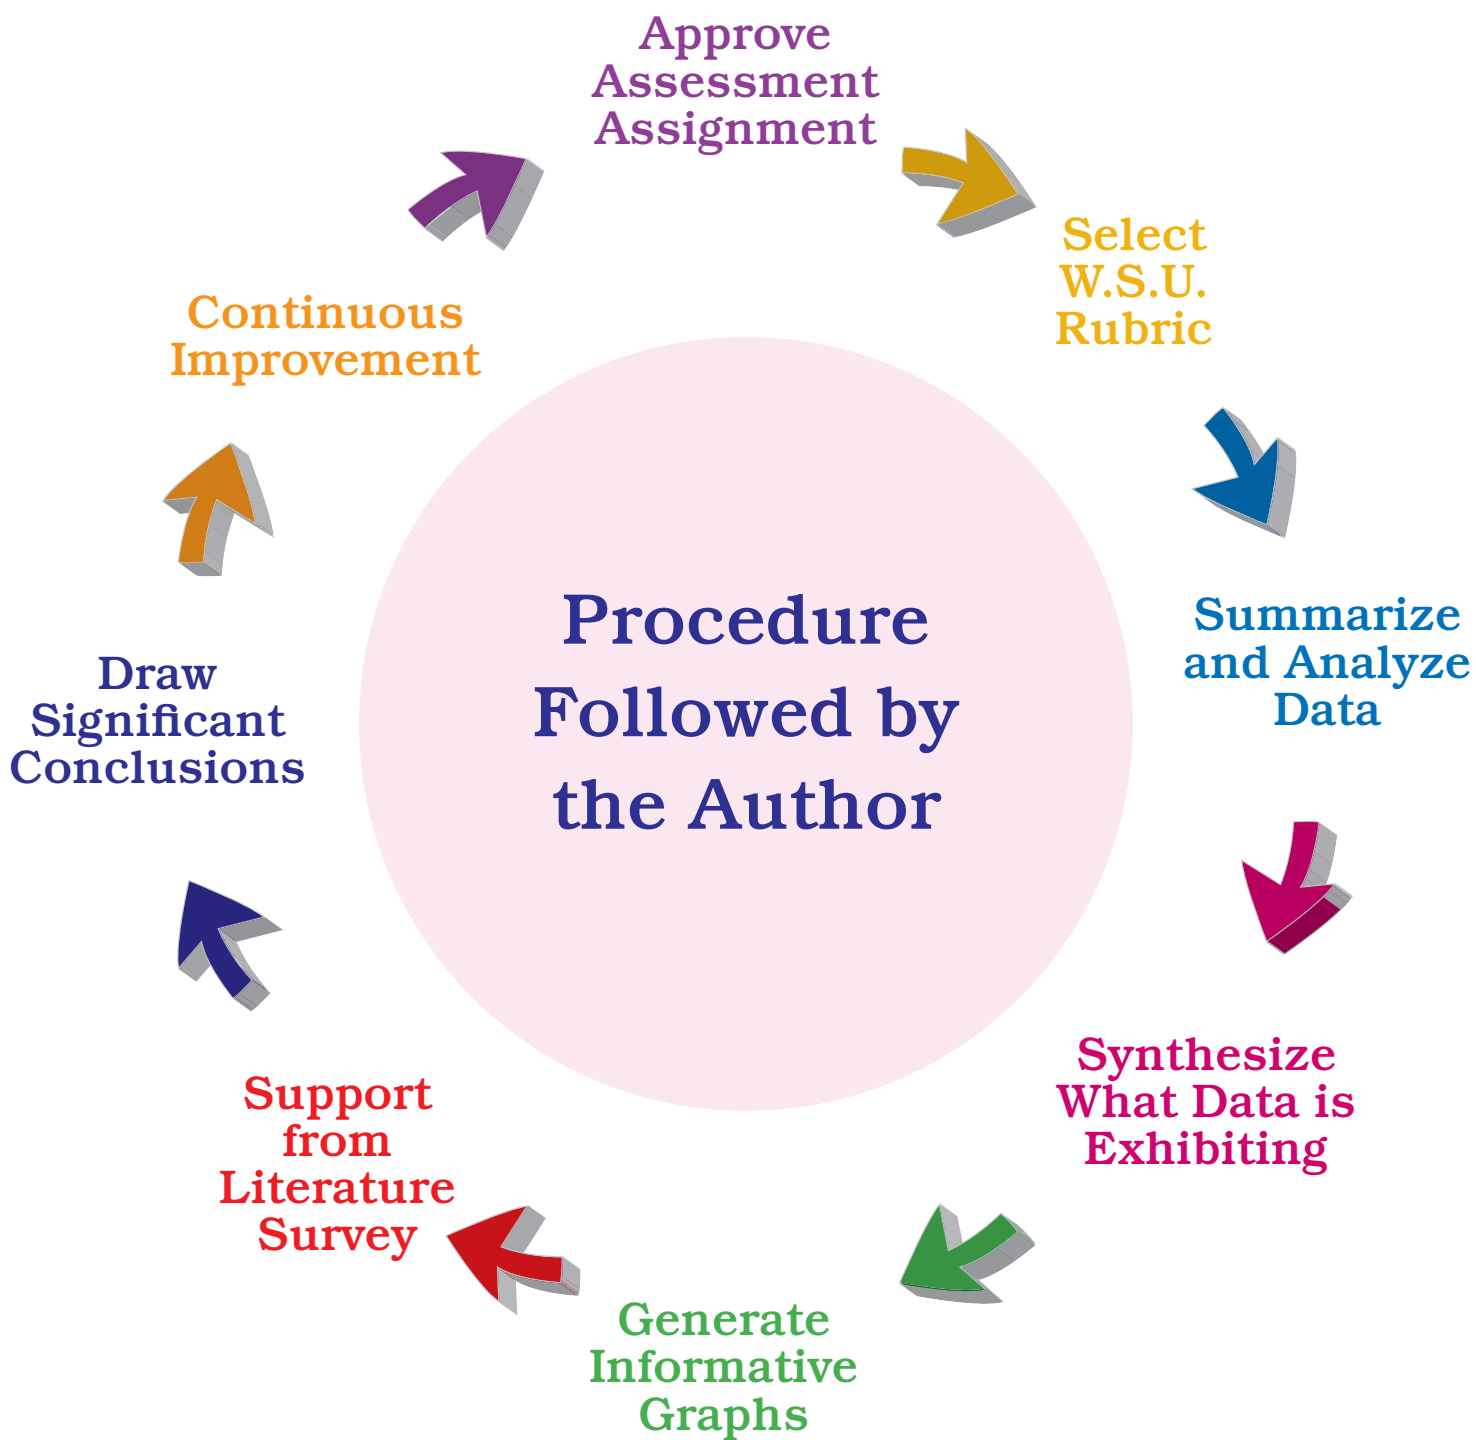 Approve
Assessment
Assignment
Select
W.S.U.
Rubric
Summarize
and Analyze
Data
Synthesize
What Data is
Exhibiting
Generate
Informative
Graphs
Support
from
Literature
Survey
Draw
Significant
Conclusions
Continuous
Improvement
Procedure
Followed by
the Author